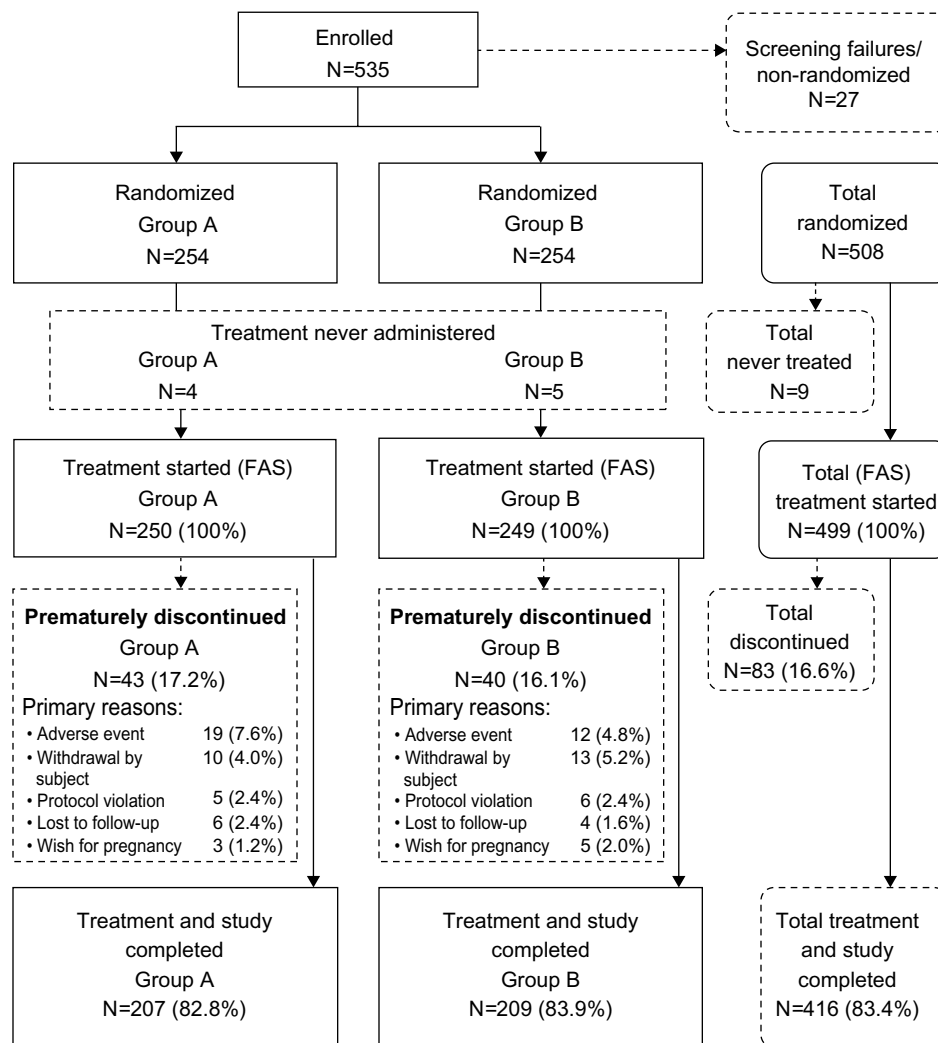 Enrolled
N=535
Screening failures/
non-randomized
N=27
Randomized
Group A
N=254
Randomized
Group B
N=254
Total
randomized
N=508
Treatment never administered
Group A
N=4
Group B
N=5
Total
never treated
N=9
Treatment started (FAS)
Group A
N=250 (100%)
Treatment started (FAS)
Group B
N=249 (100%)
Total (FAS)
treatment started
N=499 (100%)
Prematurely discontinued
Group A
N=43 (17.2%)
Primary reasons:
• Adverse event 19 (7.6%)
• Withdrawal by 10 (4.0%)
subject
• Protocol violation 5 (2.4%)
• Lost to follow-up 6 (2.4%)
• Wish for pregnancy 3 (1.2%)
Prematurely discontinued
Group B
N=40 (16.1%)
Primary reasons:
• Adverse event 12 (4.8%)
• Withdrawal by 13 (5.2%)
subject
• Protocol violation 6 (2.4%)
• Lost to follow-up 4 (1.6%)
• Wish for pregnancy 5 (2.0%)
Total
discontinued
N=83 (16.6%)
Treatment and study
completed
Group A
N=207 (82.8%)
Treatment and study
completed
Group B
N=209 (83.9%)
Total treatment
and study
completed
N=416 (83.4%)